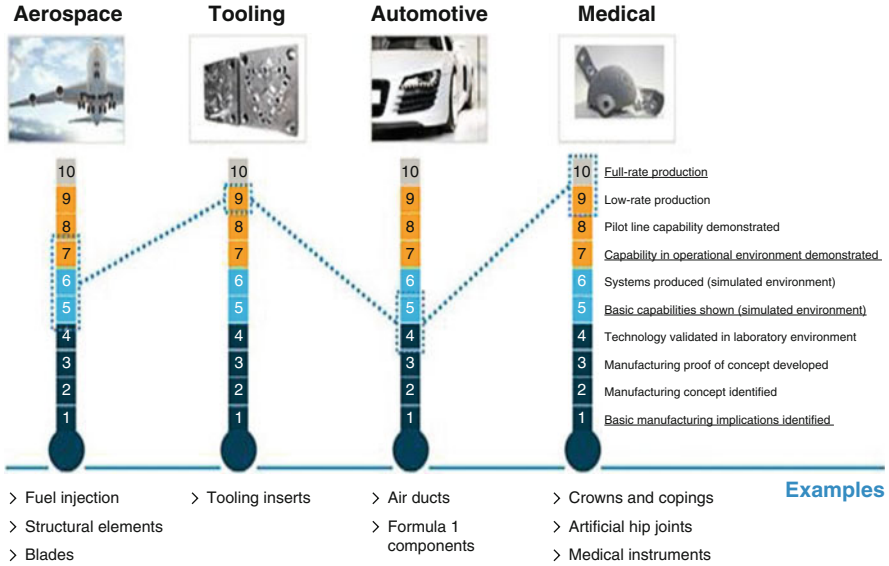 Aerospace Tooling Automotive Medical
10 10 10 10 Full-rate production
9 9 9 9 Low-rate production
8 8 8 8 Pilot line capability demonstrated
7 7 7 7 Capability in operational environment demonstrated
6 6 6 6 Systems produced (simulated environment)
5 5 5 5 Basic capabilities shown (simulated environment)
4 4 4 4 Technology validated in laboratory environment
3 3 3 3 Manufacturing proof of concept developed
2 2 2 2 Manufacturing concept identified
1 1 1 1 Basic manufacturing implications identified
Examples
> Fuel injection
> Structural elements
> Blades
> Tooling inserts
> Air ducts
> Formula 1
components
> Crowns and copings
> Artificial hip joints
> Medical instruments